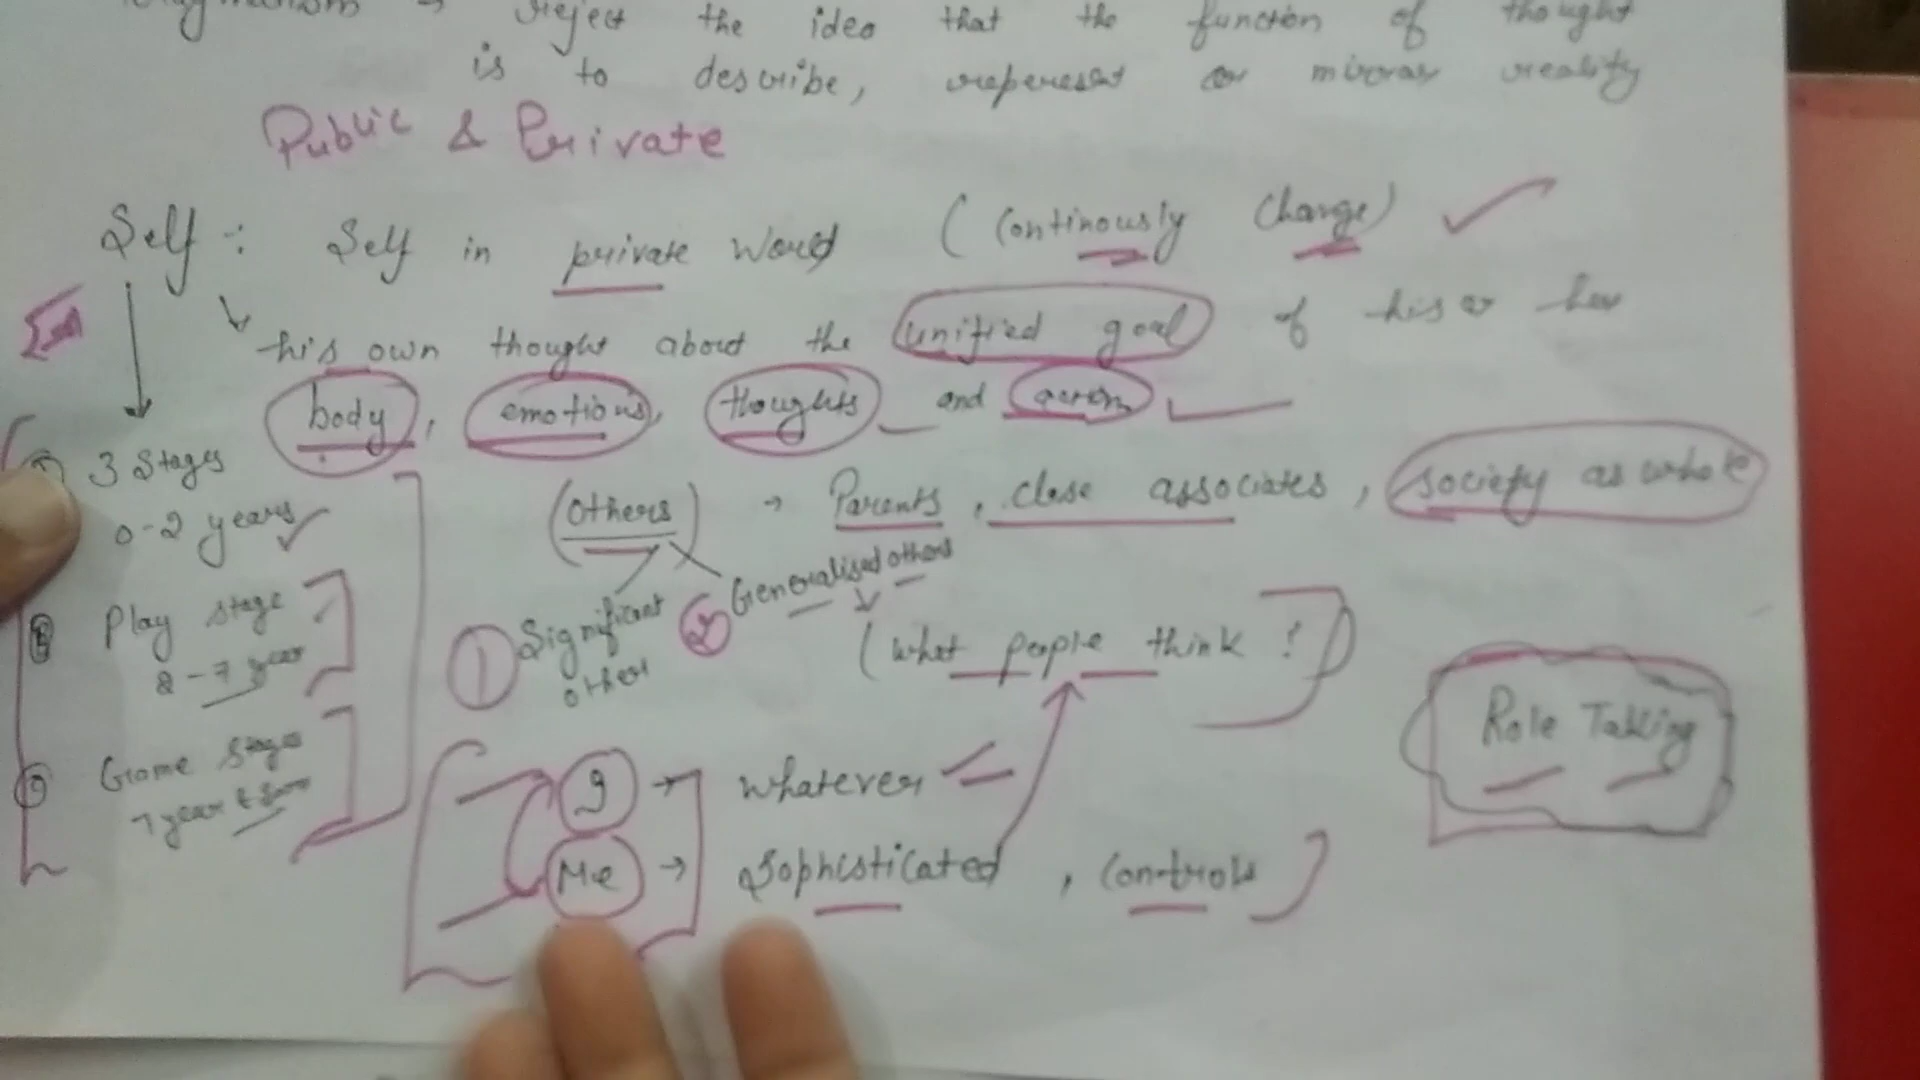 reject the idea that the function of thought
is to describe, reperesent or mirror reality
Public & Private
Self : Self in private World (Continously Change)
his own thought about the unified goal of his or her
body, emotions, thoughts and action
3 Stages
0-2 years
Play stage
2-7 year
Game Stage
7 year
(Others) → Parents, close associates, society as whole
1 Significant other
2 Generalised others
(What people think ?)
I → Whatever
Me → Sophisticated, Controls
Role Taking